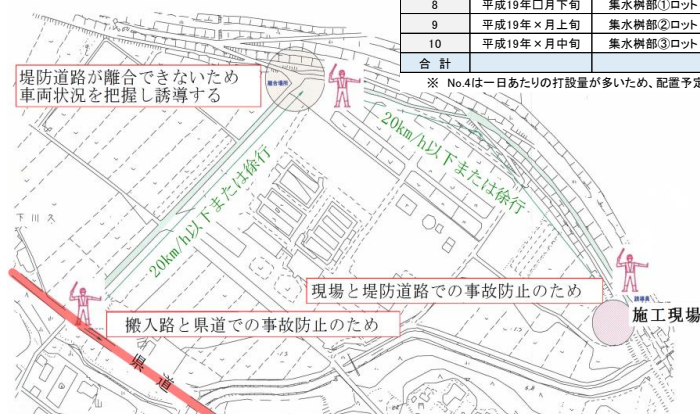 8 平成19年□月下旬 集水桝部①ロット
9 平成19年×月上旬 集水桝部②ロット
10 平成19年×月中旬 集水桝部③ロット
合 計
※ No.4は一日あたりの打設量が多いため、配置予定
堤防道路が離合できないため
車両状況を把握し誘導する
離合場所
20km/h以下または徐行
20km/h以下または徐行
下川久
現場と堤防道路での事故防止のため
誘導員
施工現場
搬入路と県道での事故防止のため
県道